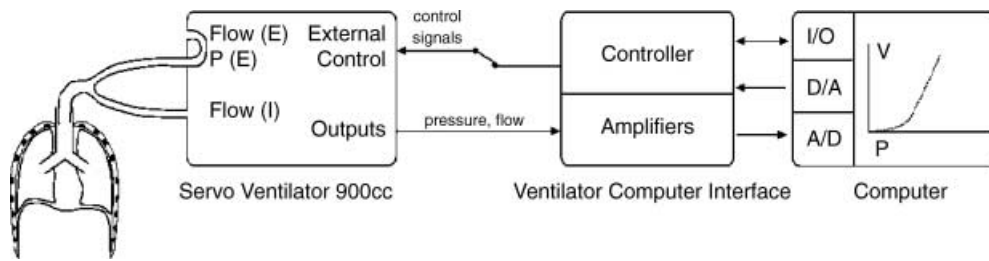 Flow (E)
P (E)
Flow (I)
External
Control
Outputs
Servo Ventilator 900cc
control
signals
pressure, flow
Controller
Amplifiers
Ventilator Computer Interface
I/O
D/A
A/D
V
P
Computer